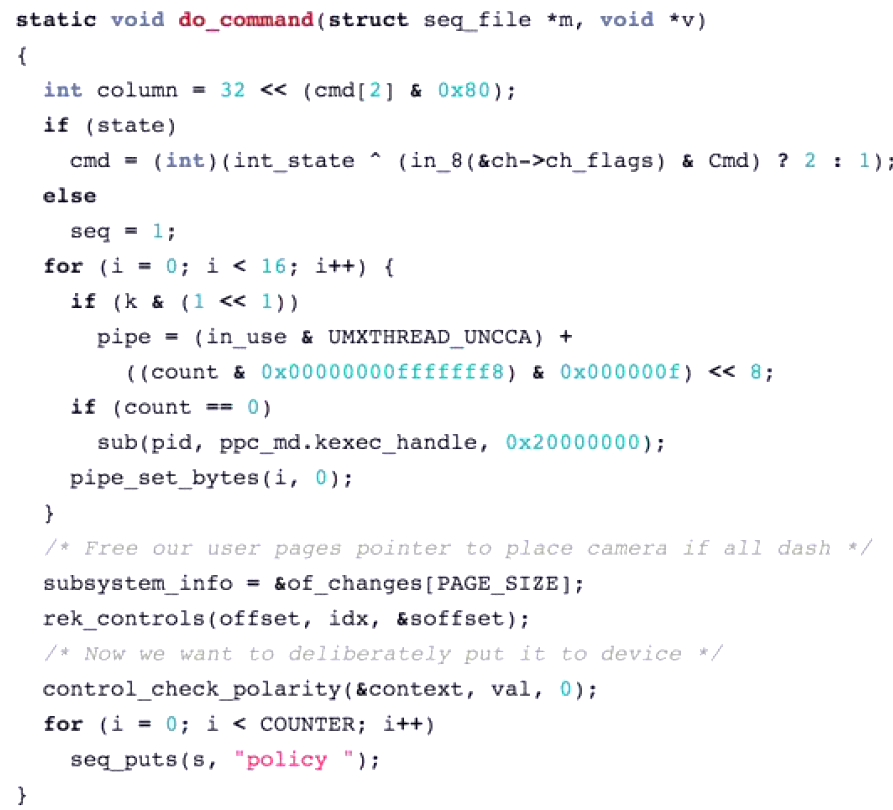 static void do_command(struct seq_file *m, void *v)
{
  int column = 32 << (cmd[2] & 0x80);
  if (state)
    cmd = (int)(int_state ^ (in_8(&ch->ch_flags) & Cmd) ? 2 : 1);
  else
    seq = 1;
  for (i = 0; i < 16; i++) {
    if (k & (1 << 1))
      pipe = (in_use & UMXTHREAD_UNCCA) +
        ((count & 0x00000000fffffff8) & 0x000000f) << 8;
    if (count == 0)
      sub(pid, ppc_md.kexec_handle, 0x20000000);
    pipe_set_bytes(i, 0);
  }
  /* Free our user pages pointer to place camera if all dash */
  subsystem_info = &of_changes[PAGE_SIZE];
  rek_controls(offset, idx, &soffset);
  /* Now we want to deliberately put it to device */
  control_check_polarity(&context, val, 0);
  for (i = 0; i < COUNTER; i++)
    seq_puts(s, "policy ");
}